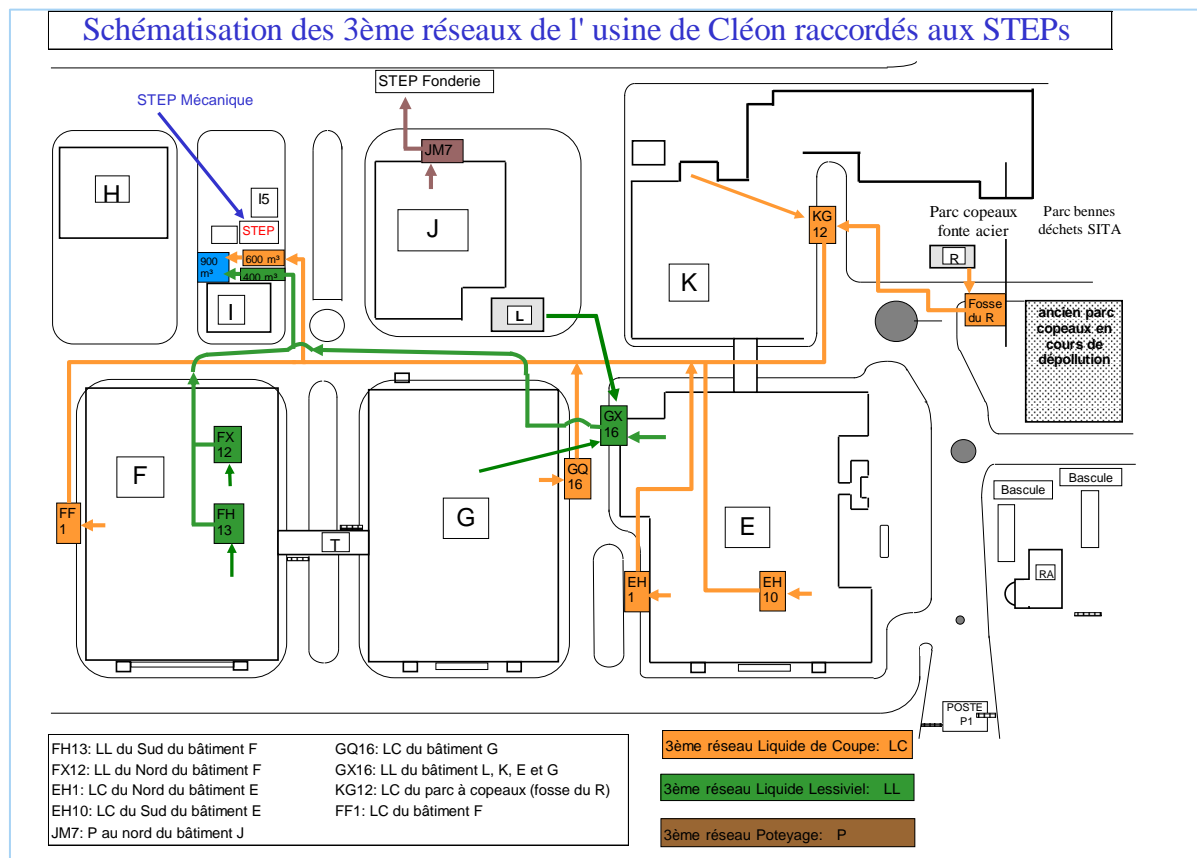 Schématisation des 3ème réseaux de l' usine de Cléon raccordés aux STEPs
STEP Fonderie
STEP Mécanique
JM7
H
I5
STEP
J
KG
12
Parc copeaux
fonte acier
Parc bennes
déchets SITA
R
900
m³
600 m³
400 m³
I
L
K
Fosse
du R
ancien parc
copeaux en
cours de
dépollution
GX
16
FX
12
F
GQ
16
G
FF
1
FH
13
T
E
Bascule
Bascule
EH
1
EH
10
RA
POSTE
P1
FH13: LL du Sud du bâtiment F
FX12: LL du Nord du bâtiment F
EH1: LC du Nord du bâtiment E
EH10: LC du Sud du bâtiment E
JM7: P au nord du bâtiment J
GQ16: LC du bâtiment G
GX16: LL du bâtiment L, K, E et G
KG12: LC du parc à copeaux (fosse du R)
FF1: LC du bâtiment F
3ème réseau Liquide de Coupe: LC
3ème réseau Liquide Lessiviel: LL
3ème réseau Poteyage: P